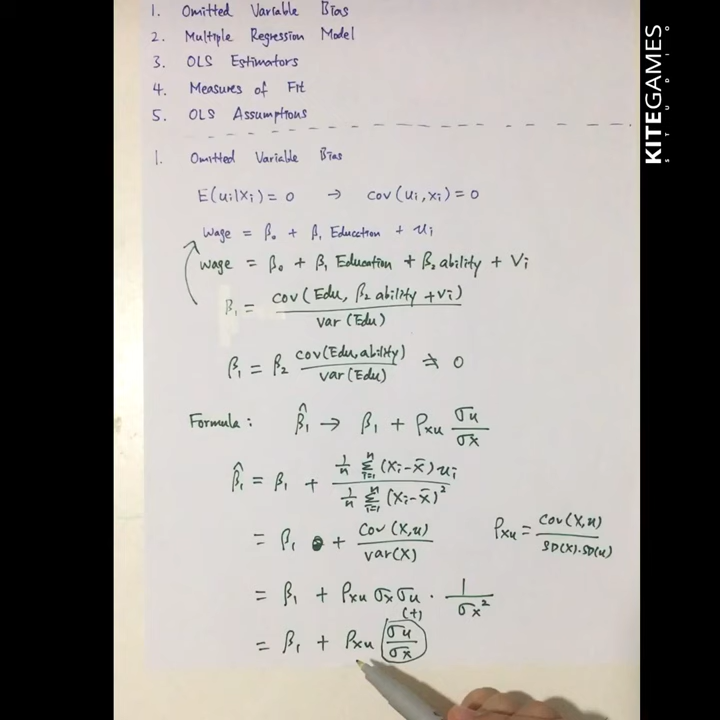 1. Omitted Variable Bias
2. Multiple Regression Model
3. OLS Estimators
4. Measures of Fit
5. OLS Assumptions
1. Omitted Variable Bias
E(ui|xi) = 0 → cov(ui, xi) = 0
Wage = β₀ + β₁ Education + ui
Wage = β₀ + β₁ Education + β₂ ability + Vi
β₁ = cov(Edu, β₂ ability + Vi) / var(Edu)
β₁ = β₂ cov(Edu, ability) / var(Edu) ≠ 0
Formula: β̂₁ → β₁ + ρxu σu/σx
β̂₁ = β₁ + 1/n Σⁿᵢ₌₁ (xi - x̄) ui / 1/n Σⁿᵢ₌₁ (xi - x̄)²
= β₁ + cov(X,u) / var(X)
ρxu = cov(X,u) / SD(X)·SD(u)
= β₁ + ρxu σx σu · 1/σx²
(+)
= β₁ + ρxu σu/σx
KITEGAMES
STUDIO